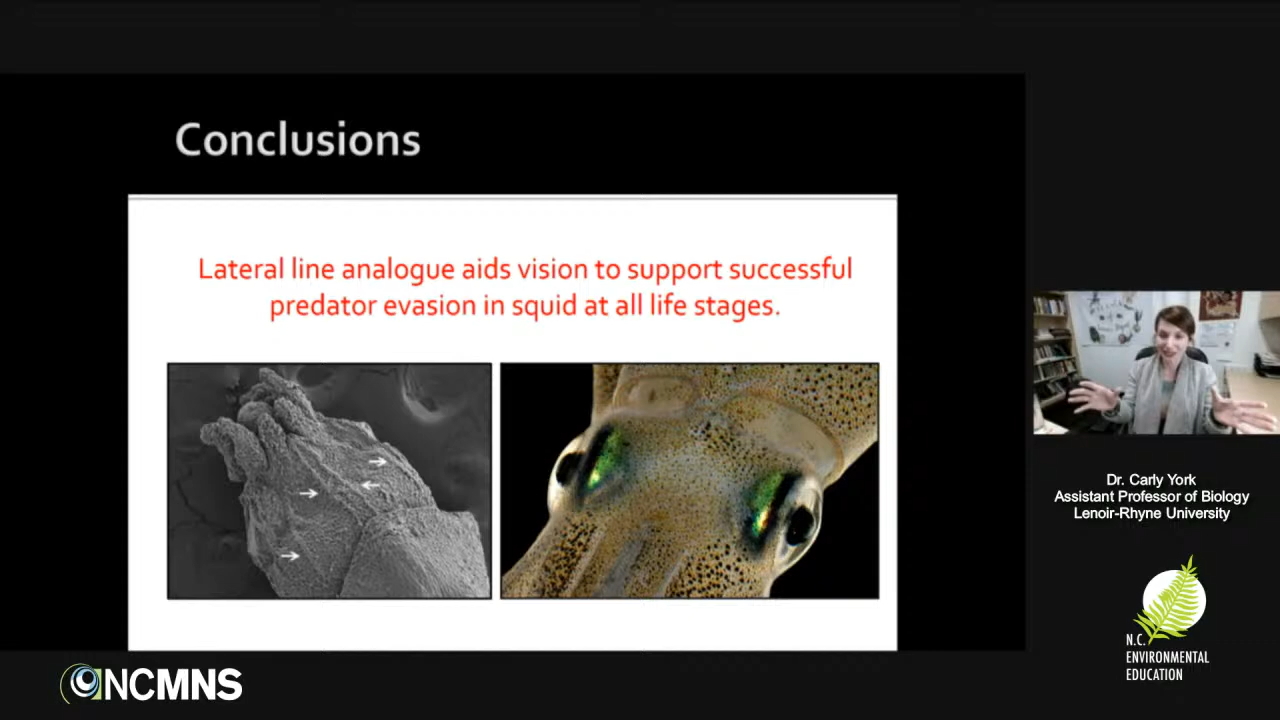 Conclusions
Lateral line analogue aids vision to support successful
predator evasion in squid at all life stages.
Dr. Carly York
Assistant Professor of Biology
Lenoir-Rhyne University
N.C.
ENVIRONMENTAL
EDUCATION
NCMNS